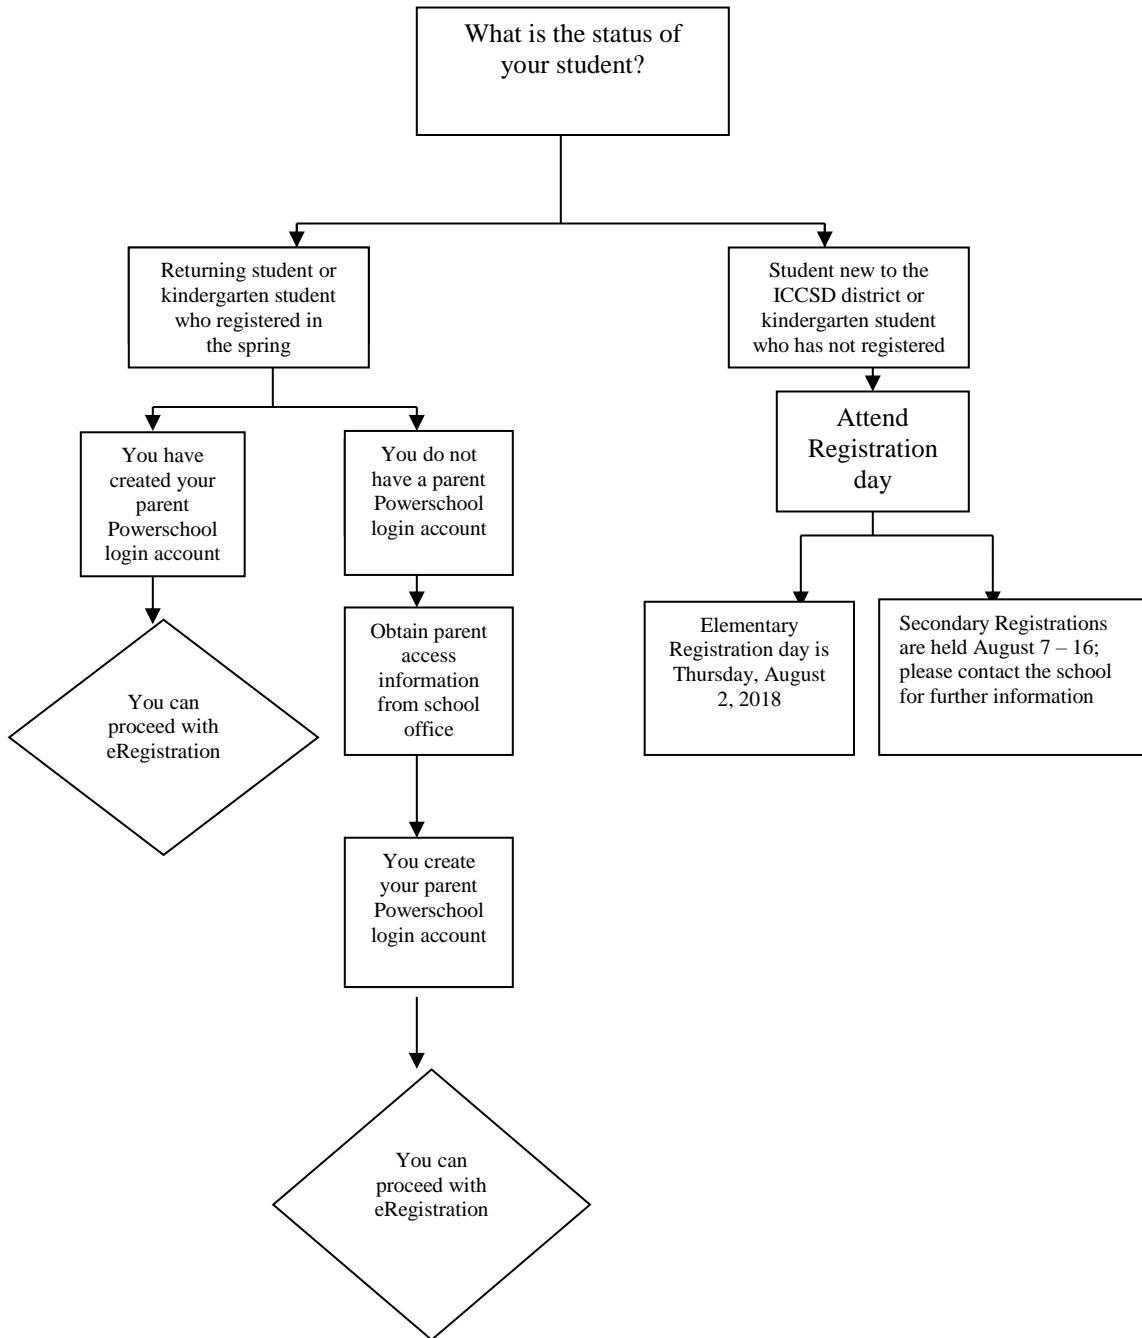 What is the status of
your student?
Returning student or
kindergarten student
who registered in
the spring
Student new to the
ICCSD district or
kindergarten student
who has not registered
You have
created your
parent
Powerschool
login account
You do not
have a parent
Powerschool
login account
Attend
Registration
day
You can
proceed with
eRegistration
Obtain parent
access
information
from school
office
Elementary
Registration day is
Thursday, August
2, 2018
Secondary Registrations
are held August 7 – 16;
please contact the school
for further information
You create
your parent
Powerschool
login account
You can
proceed with
eRegistration